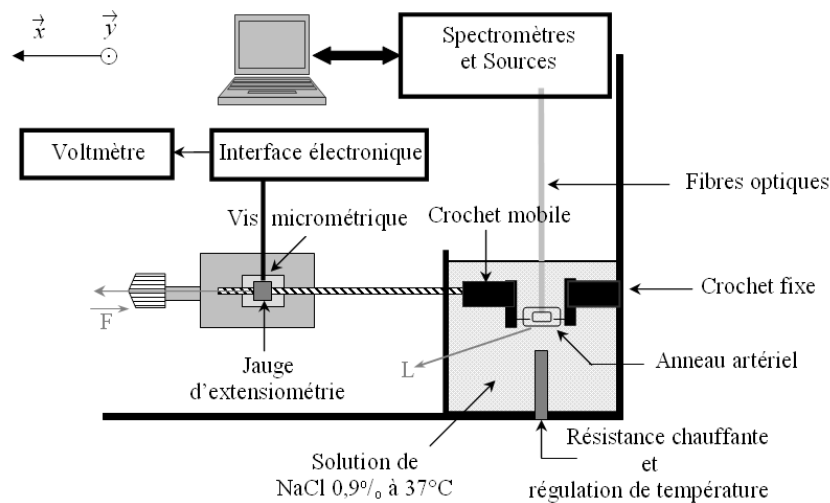 x
y
Spectromètres
et Sources
Voltmètre
Interface électronique
Fibres optiques
Vis micrométrique
Crochet mobile
Crochet fixe
F
Jauge
d'extensiométrie
L
Anneau artériel
Solution de
NaCl 0,9% à 37°C
Résistance chauffante
et
régulation de température